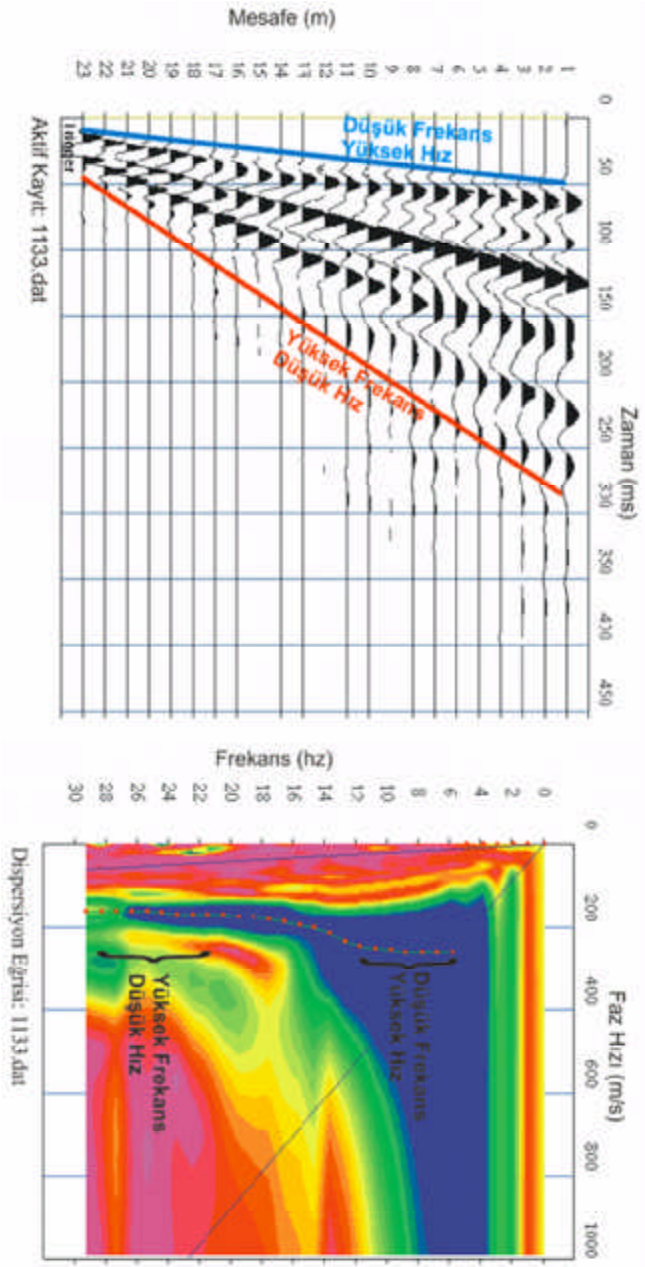 Mesafe (m)
1 2 3 4 5 6 7 8 9 10 11 12 13 14 15 16 17 18 19 20 21 22 23
0 50 100 150 200 250 300 350 400 450
Zaman (ms)
Düşük Frekans
Yüksek Hız
Yüksek Frekans
Düşük Hız
Aktif Kayıt: 1133.dat
Frekans (hz)
0 2 4 6 8 10 12 14 16 18 20 22 24 26 28 30
0 200 400 600 800 1000
Faz Hızı (m/s)
Düşük Frekans
Yüksek Hız
Yüksek Frekans
Düşük Hız
Dispersiyon Eğrisi: 1133.dat